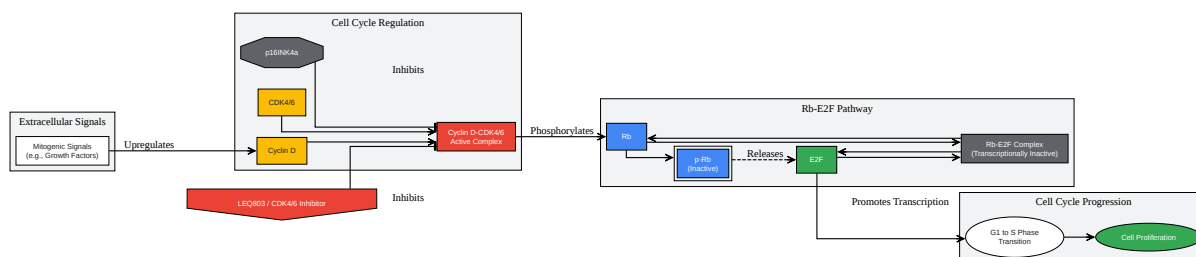 Cell Cycle Regulation
p16INK4a
Inhibits
CDK4/6
Extracellular Signals
Mitogenic Signals
(e.g., Growth Factors)
Upregulates
Cyclin D
Cyclin D-CDK4/6
Active Complex
Phosphorylates
LEQ803 / CDK4/6 Inhibitor
Inhibits
Rb-E2F Pathway
Rb
p-Rb
(Inactive)
Releases
E2F
Rb-E2F Complex
(Transcriptionally Inactive)
Promotes Transcription
Cell Cycle Progression
G1 to S Phase
Transition
Cell Proliferation